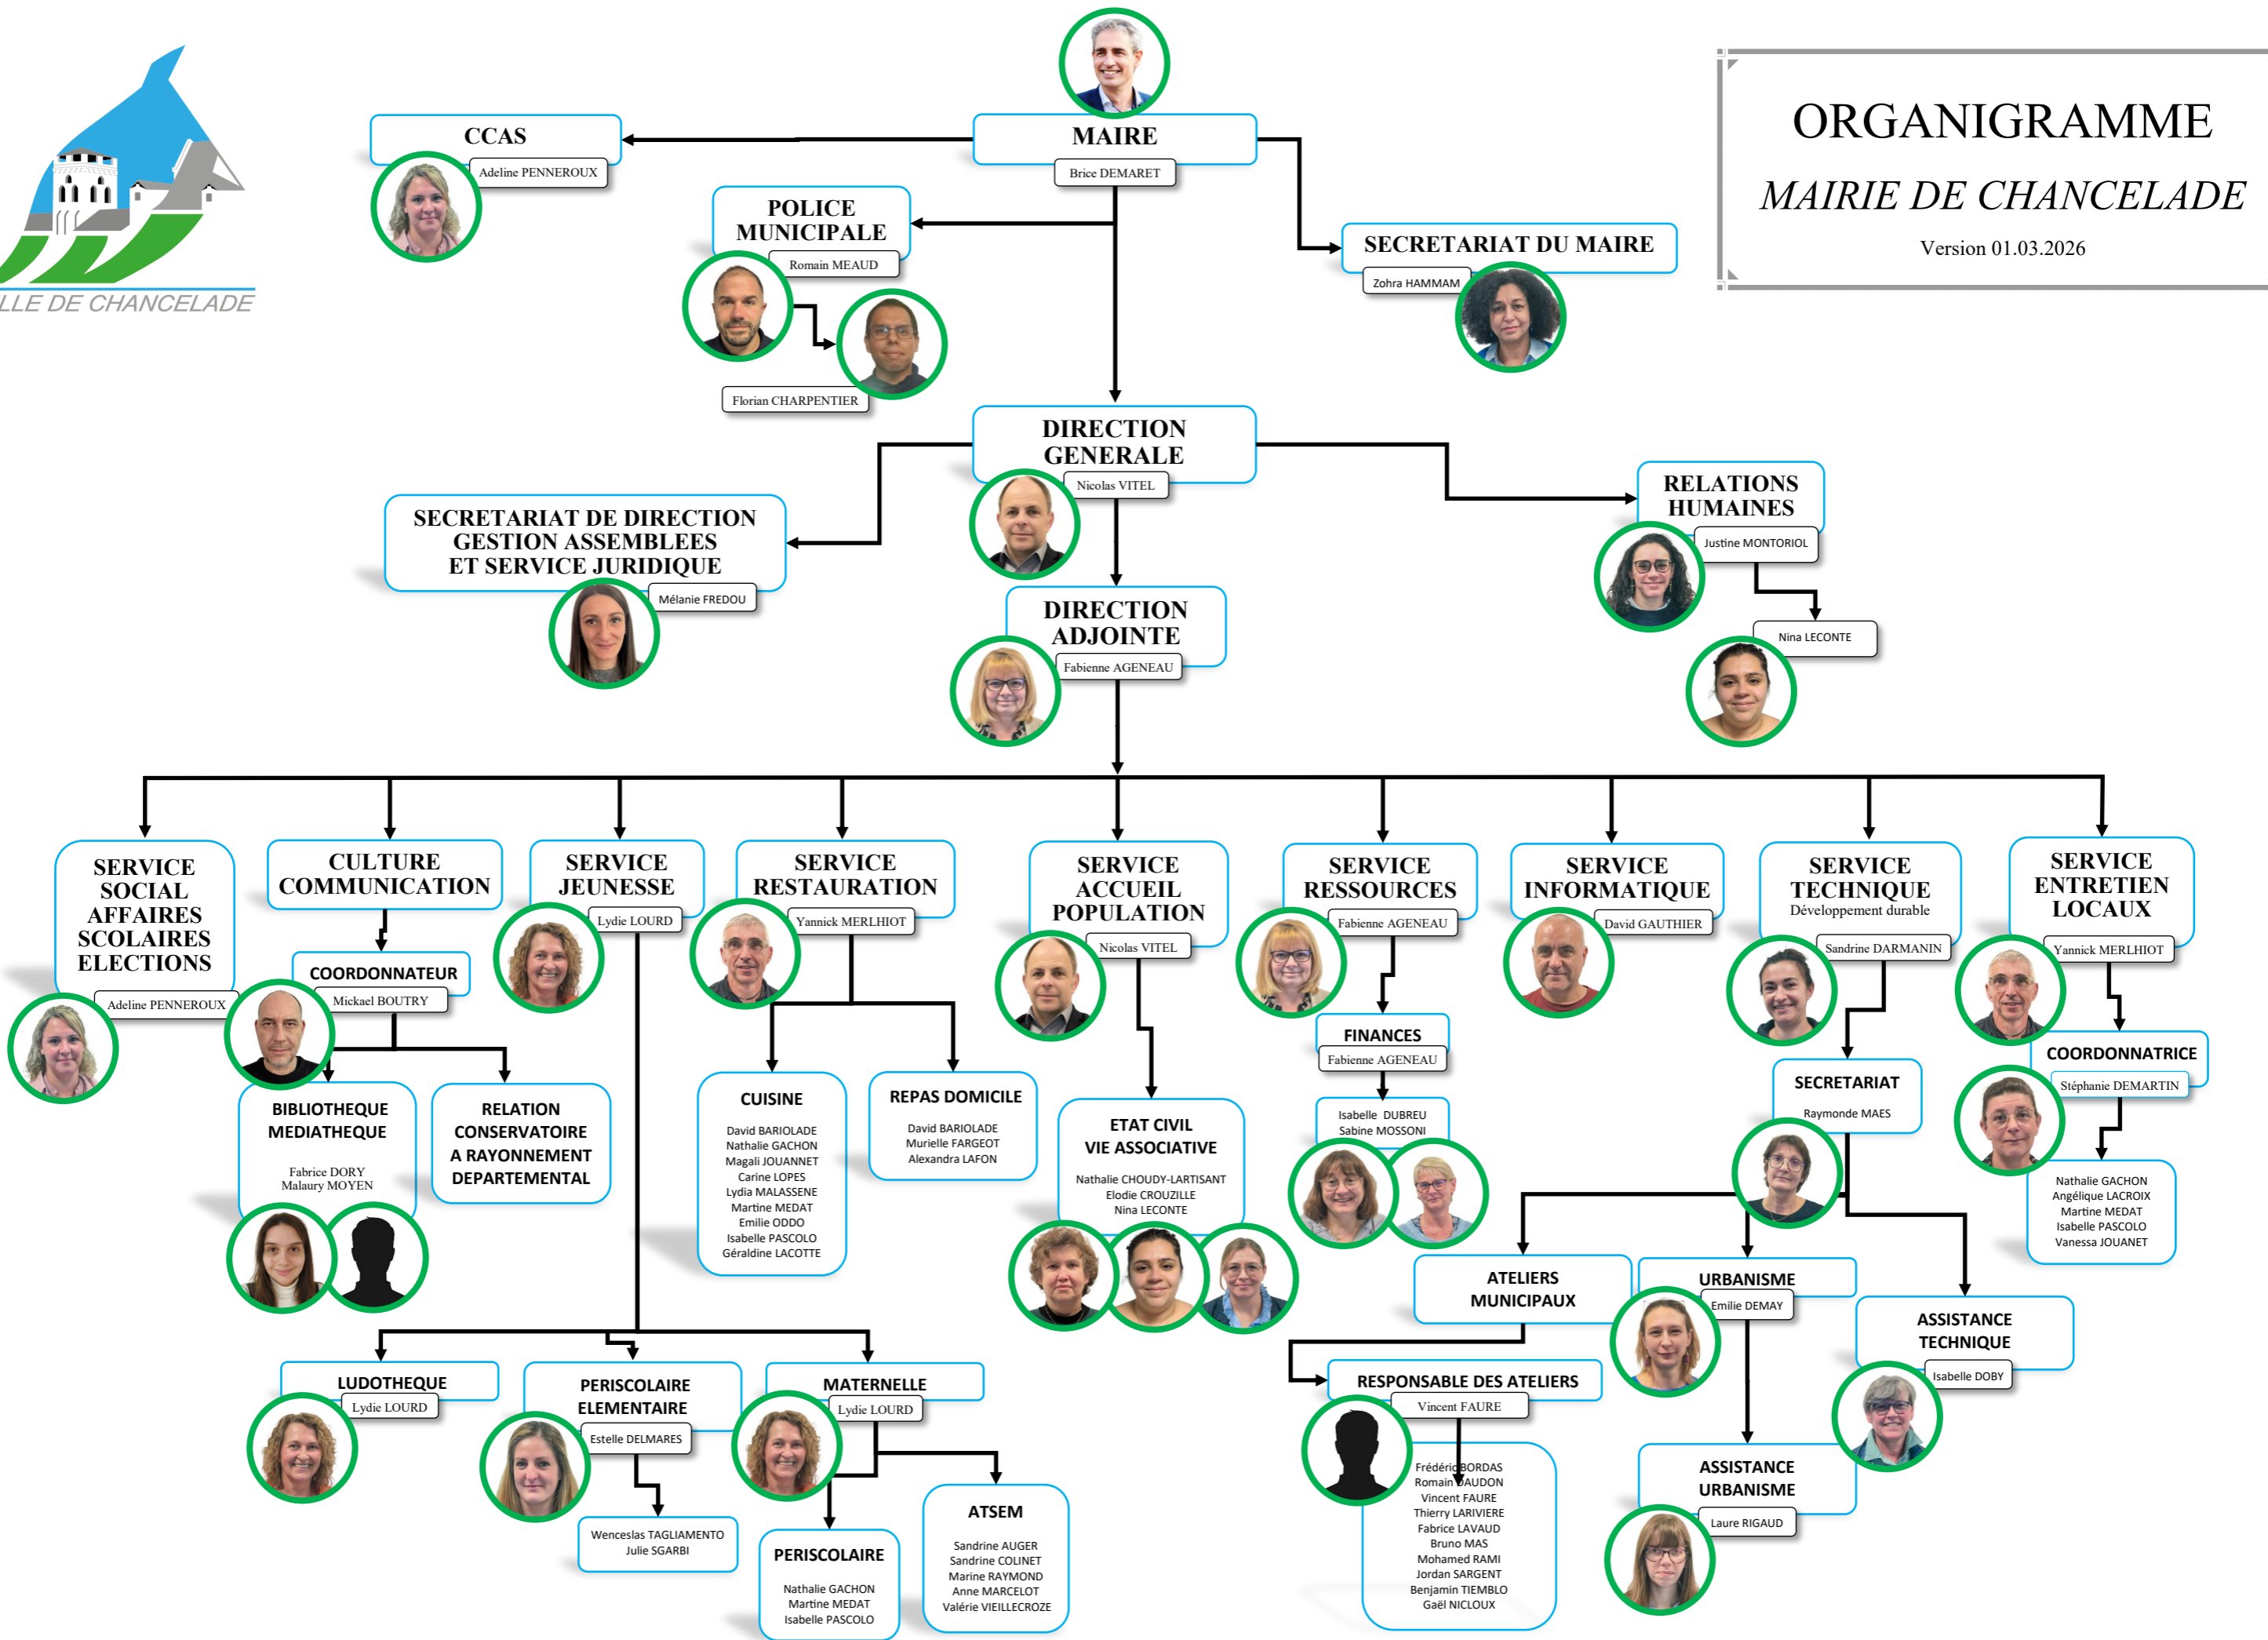 ORGANIGRAMME
MAIRIE DE CHANCELADE
Version 01.03.2026
LLE DE CHANCELADE
MAIRE
Brice DEMARET
CCAS
Adeline PENNEROUX
POLICE
MUNICIPALE
Romain MEAUD
Florian CHARPENTIER
SECRETARIAT DU MAIRE
Zohra HAMMAM
DIRECTION
GENERALE
Nicolas VITEL
SECRETARIAT DE DIRECTION
GESTION ASSEMBLEES
ET SERVICE JURIDIQUE
Mélanie FREDOU
RELATIONS
HUMAINES
Justine MONTORIOL
Nina LECONTE
DIRECTION
ADJOINTE
Fabienne AGENEAU
SERVICE
SOCIAL
AFFAIRES
SCOLAIRES
ELECTIONS
Adeline PENNEROUX
CULTURE
COMMUNICATION
COORDONNATEUR
Mickael BOUTRY
BIBLIOTHEQUE
MEDIATHEQUE
Fabrice DORY
Malaury MOYEN
RELATION
CONSERVATOIRE
A RAYONNEMENT
DEPARTEMENTAL
SERVICE
JEUNESSE
Lydie LOURD
LUDOTHEQUE
Lydie LOURD
PERISCOLAIRE
ELEMENTAIRE
Estelle DELMARES
Wenceslas TAGLIAMENTO
Julie SGARBI
MATERNELLE
Lydie LOURD
PERISCOLAIRE
Nathalie GACHON
Martine MEDAT
Isabelle PASCOLO
ATSEM
Sandrine AUGER
Sandrine COLINET
Marine RAYMOND
Anne MARCELOT
Valérie VIEILLECROZE
SERVICE
RESTAURATION
Yannick MERLHIOT
CUISINE
David BARIOLADE
Nathalie GACHON
Magali JOUANNET
Carine LOPES
Lydia MALASSENE
Martine MEDAT
Emilie ODDO
Isabelle PASCOLO
Géraldine LACOTTE
REPAS DOMICILE
David BARIOLADE
Murielle FARGEOT
Alexandra LAFON
SERVICE
ACCUEIL
POPULATION
Nicolas VITEL
ETAT CIVIL
VIE ASSOCIATIVE
Nathalie CHOUDY-LARTISANT
Elodie CROUZILLE
Nina LECONTE
SERVICE
RESSOURCES
Fabienne AGENEAU
FINANCES
Fabienne AGENEAU
Isabelle DUBREU
Sabine MOSSONI
SERVICE
INFORMATIQUE
David GAUTHIER
SERVICE
TECHNIQUE
Développement durable
Sandrine DARMANIN
SECRETARIAT
Raymonde MAES
ATELIERS
MUNICIPAUX
RESPONSABLE DES ATELIERS
Vincent FAURE
Frédéric BORDAS
Romain DAUDON
Vincent FAURE
Thierry LARIVIERE
Fabrice LAVAUD
Bruno MAS
Mohamed RAMI
Jordan SARGENT
Benjamin TIEMBLO
Gaël NICLOUX
URBANISME
Emilie DEMAY
ASSISTANCE
URBANISME
Laure RIGAUD
ASSISTANCE
TECHNIQUE
Isabelle DOBY
SERVICE
ENTRETIEN
LOCAUX
Yannick MERLHIOT
COORDONNATRICE
Stéphanie DEMARTIN
Nathalie GACHON
Angélique LACROIX
Martine MEDAT
Isabelle PASCOLO
Vanessa JOUANET